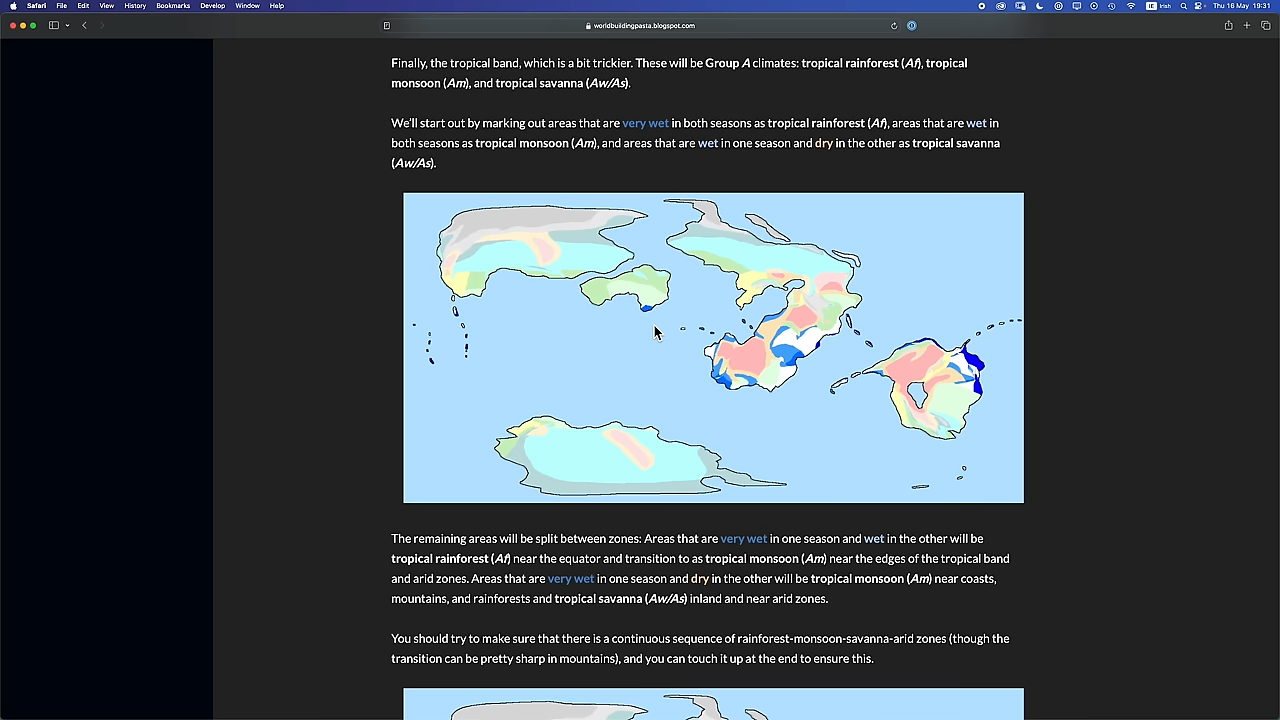 Safari File Edit View History Bookmarks Develop Window Help
Irish Thu 16 May 19:31
worldbuildingpasta.blogspot.com
Finally, the tropical band, which is a bit trickier. These will be Group A climates: tropical rainforest (Af), tropical
monsoon (Am), and tropical savanna (Aw/As).
We'll start out by marking out areas that are very wet in both seasons as tropical rainforest (Af), areas that are wet in
both seasons as tropical monsoon (Am), and areas that are wet in one season and dry in the other as tropical savanna
(Aw/As).
The remaining areas will be split between zones: Areas that are very wet in one season and wet in the other will be
tropical rainforest (Af) near the equator and transition to as tropical monsoon (Am) near the edges of the tropical band
and arid zones. Areas that are very wet in one season and dry in the other will be tropical monsoon (Am) near coasts,
mountains, and rainforests and tropical savanna (Aw/As) inland and near arid zones.
You should try to make sure that there is a continuous sequence of rainforest-monsoon-savanna-arid zones (though the
transition can be pretty sharp in mountains), and you can touch it up at the end to ensure this.